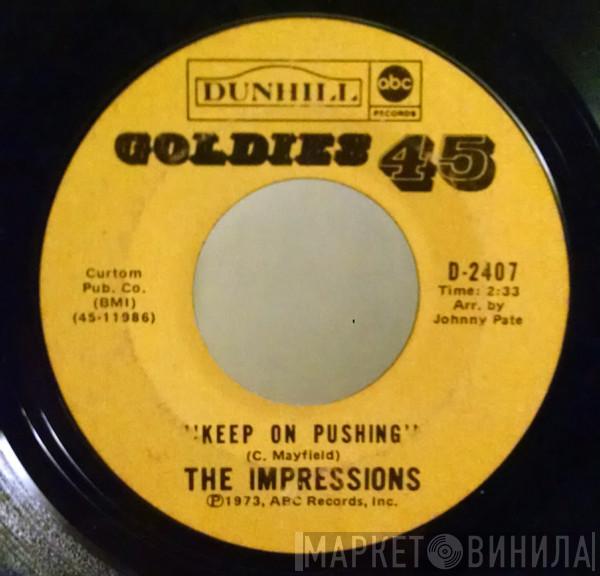 DUNHILL
abc
RECORDS
GOLDIES 45
Curtom
Pub. Co.
(BMI)
(45-11986)
D-2407
Time: 2:33
Arr. by
Johnny Pate
"KEEP ON PUSHING"
(C. Mayfield)
THE IMPRESSIONS
℗1973, ABC Records, Inc.
МАРКЕТ ВИНИЛА